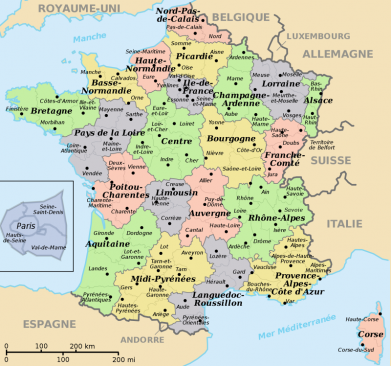 ROYAUME-UNI
Nord-Pas-
de-Calais
BELGIQUE
Pas-de-Calais
Nord
LUXEMBOURG
Manche
Seine-Maritime
Somme
Haute-
Normandie
Picardie
Aisne
Ardennes
ALLEMAGNE
Oise
Manche
Basse-
Normandie
Calvados
Eure
Val-d'Oise
Yvelines
Île-de-
France
Orne
Marne
Champagne-
Ardenne
Meuse
Moselle
Lorraine
Meurthe-
et-Moselle
Bas-
Rhin
Alsace
Finistère
Côtes-d'Armor
Bretagne
Ille-et-
Vilaine
Morbihan
Mayenne
Sarthe
Eure-
et-Loir
Loiret
Aube
Haute-
Marne
Vosges
Haut-
Rhin
Yonne
Haute-
Saône
Territoire
de Belfort
Pays de la Loire
Loire-
Atlantique
Maine-
et-Loire
Indre-
et-Loire
Loir-
et-Cher
Centre
Cher
Indre
Bourgogne
Côte-d'Or
Nièvre
Saône-et-Loire
Doubs
Franche-
Comté
Jura
SUISSE
Vendée
Deux-
Sèvres
Vienne
Poitou-
Charentes
Charente-
Maritime
Charente
Creuse
Limousin
Haute-
Vienne
Corrèze
Allier
Puy-de-
Dôme
Auvergne
Cantal
Haute-Loire
Loire
Rhône
Ain
Haute-
Savoie
Savoie
Rhône-Alpes
Isère
Ardèche
Drôme
ITALIE
Seine-
Saint-Denis
Paris
Hauts-
de-Seine
Val-de-Marne
Gironde
Dordogne
Aquitaine
Landes
Lot-et-
Garonne
Pyrénées-
Atlantiques
Lot
Tarn-et-
Garonne
Aveyron
Tarn
Gers
Midi-Pyrénées
Haute-
Garonne
Hautes-
Pyrénées
Ariège
Lozère
Gard
Hérault
Aude
Languedoc-
Roussillon
Pyrénées-
Orientales
Hautes-
Alpes
Alpes-de-Haute-
Provence
Alpes-
Maritimes
Vaucluse
Bouches-
du-Rhône
Provence-
Alpes-
Côte d'Azur
Var
ESPAGNE
ANDORRE
Mer Méditerranée
Haute-Corse
Corse
Corse-du-Sud
0 100 200 km
0 100 200 mi